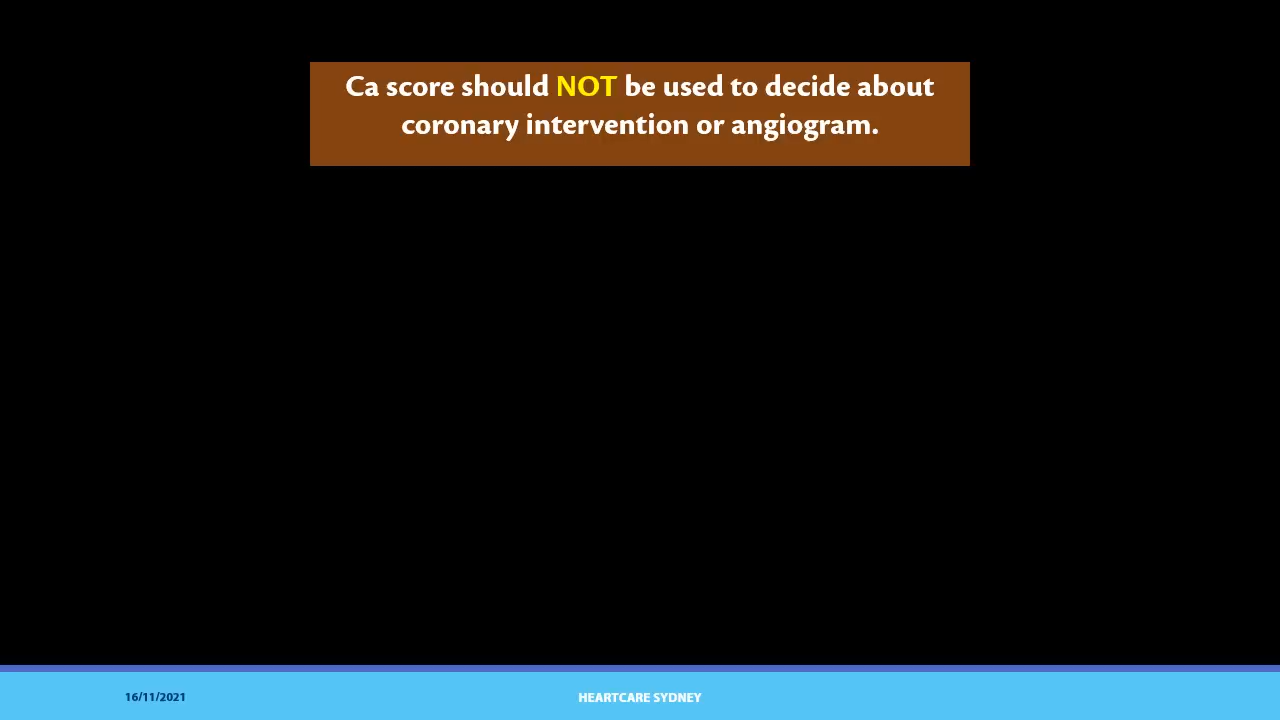 Ca score should NOT be used to decide about
coronary intervention or angiogram.
16/11/2021
HEARTCARE SYDNEY